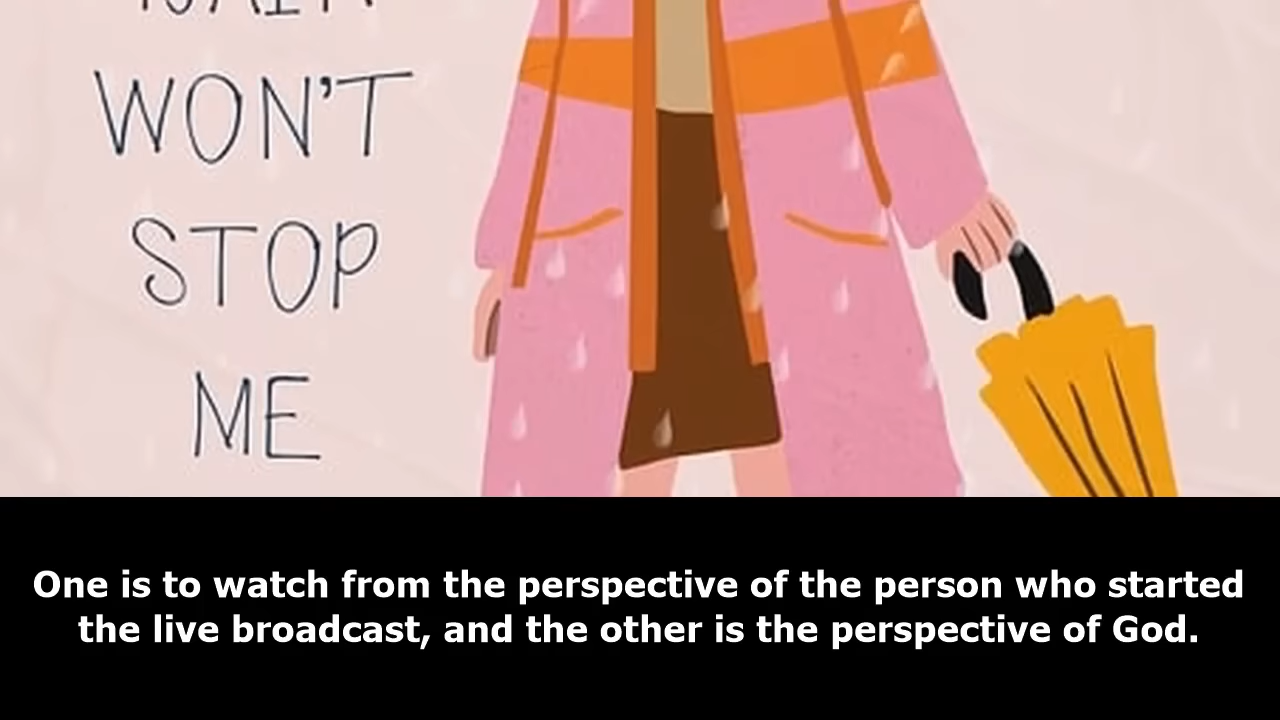 WON'T
STOP
ME
One is to watch from the perspective of the person who started
the live broadcast, and the other is the perspective of God.